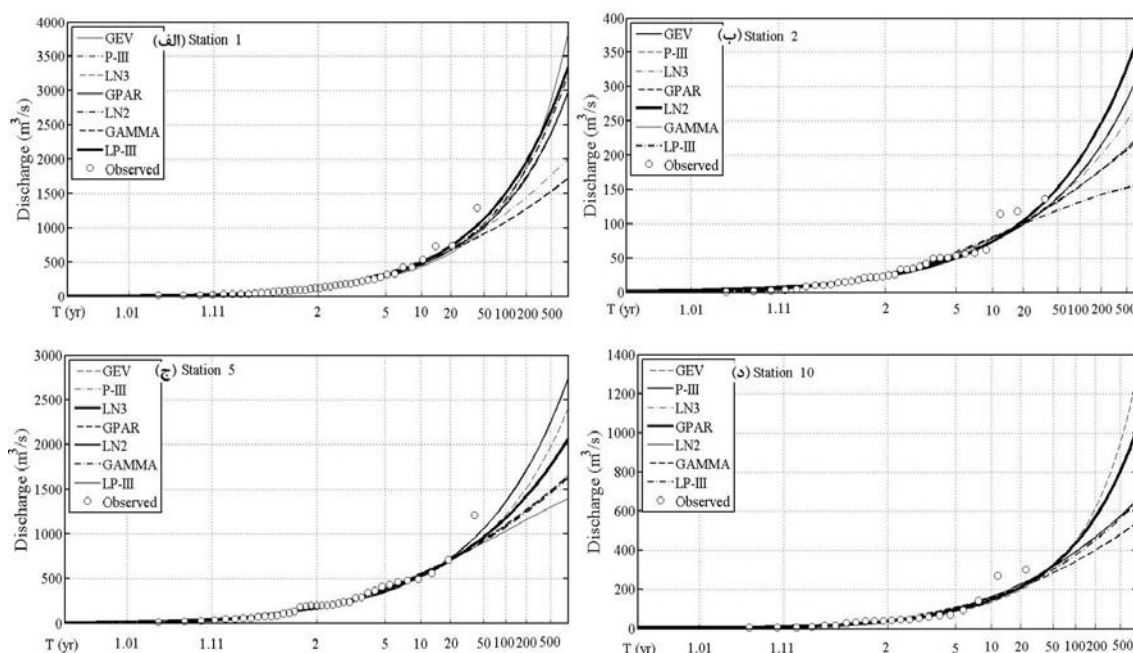 (الف) Station 1
4000
3500
3000
2500
2000
1500
1000
500
0
Discharge (m³/s)
GEV
P-III
LN3
GPAR
LN2
GAMMA
LP-III
Observed
T (yr) 1.01 1.11 2 5 10 20 50 100 200 500
(ب) Station 2
400
350
300
250
200
150
100
50
0
Discharge (m³/s)
GEV
P-III
LN3
GPAR
LN2
GAMMA
LP-III
Observed
T (yr) 1.01 1.11 2 5 10 20 50 100 200 500
(ج) Station 5
3000
2500
2000
1500
1000
500
0
Discharge (m³/s)
GEV
P-III
LN3
GPAR
LN2
GAMMA
LP-III
Observed
T (yr) 1.01 1.11 2 5 10 20 50 100 200 500
(د) Station 10
1400
1200
1000
800
600
400
200
0
Discharge (m³/s)
GEV
P-III
LN3
GPAR
LN2
GAMMA
LP-III
Observed
T (yr) 1.01 1.11 2 5 10 20 50 100 200 500